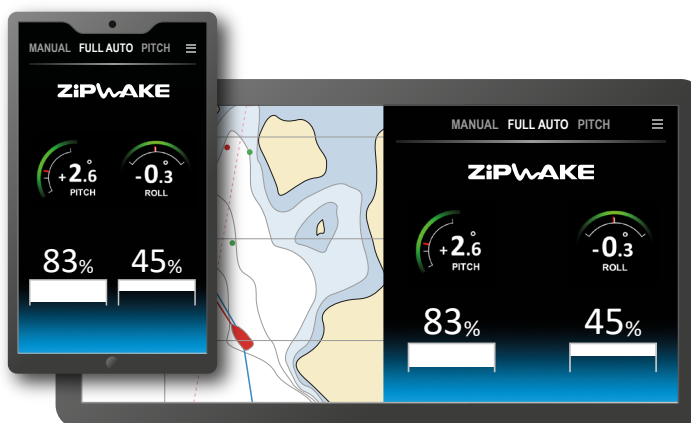 MANUAL FULL AUTO PITCH
ZiPWAKE
+2.6°
PITCH
-0.3°
ROLL
83%
45%
MANUAL FULL AUTO PITCH
ZiPWAKE
+2.6°
PITCH
-0.3°
ROLL
83%
45%